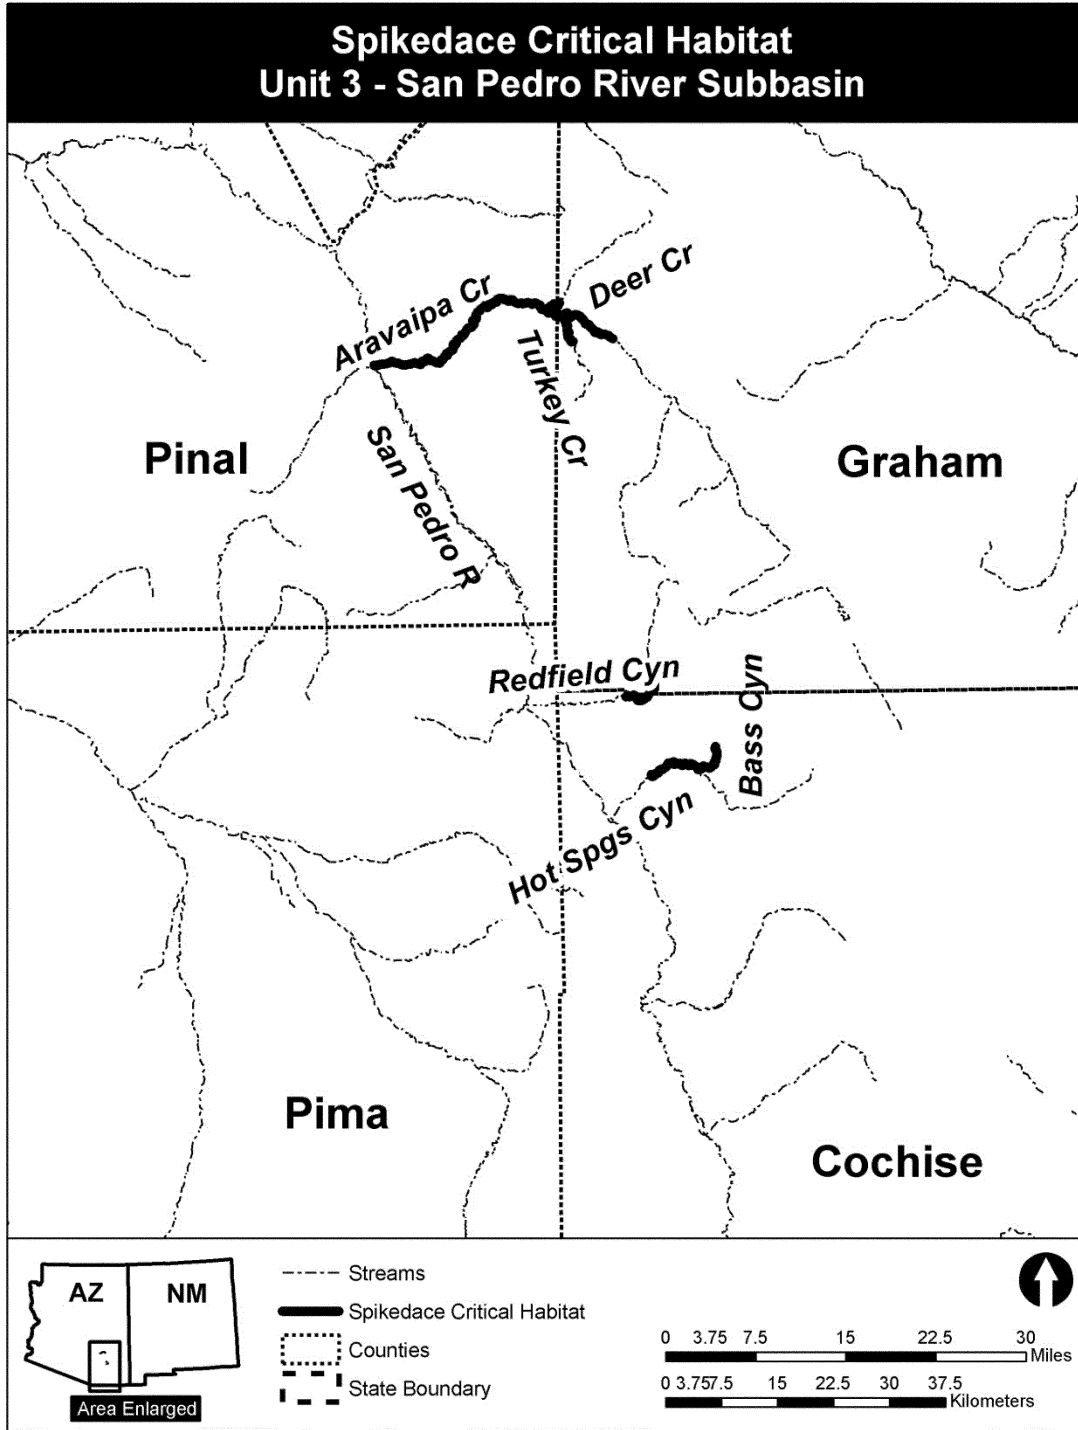 Spikedace Critical Habitat
Unit 3 - San Pedro River Subbasin
Aravaipa Cr
Deer Cr
Turkey Cr
San Pedro R
Pinal
Graham
Redfield Cyn
Bass Cyn
Hot Spgs Cyn
Pima
Cochise
AZ
NM
Area Enlarged
Streams
Spikedace Critical Habitat
Counties
State Boundary
0 3.75 7.5 15 22.5 30
Miles
0 3.75 7.5 15 22.5 30 37.5
Kilometers